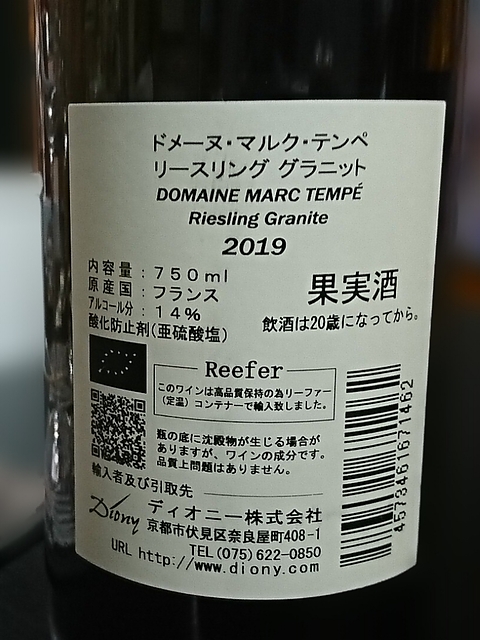 ドメーヌ・マルク・テンペ
リースリング グラニット
DOMAINE MARC TEMPÉ
Riesling Granite
2019
内容量：750ml
原産国：フランス
アルコール分：14%
酸化防止剤(亜硫酸塩)
果実酒
飲酒は20歳になってから。
Reefer
このワインは高品質保持の為リーファー
(定温）コンテナーで輸入致しました。
瓶の底に沈殿物が生じる場合が
ありますが、ワインの成分です。
品質上問題はありません。
輸入者及び引取先
Diony ディオニー株式会社
京都市伏見区奈良屋町408-1
TEL(075)622-0850
URL http://www.diony.com
4573461671462